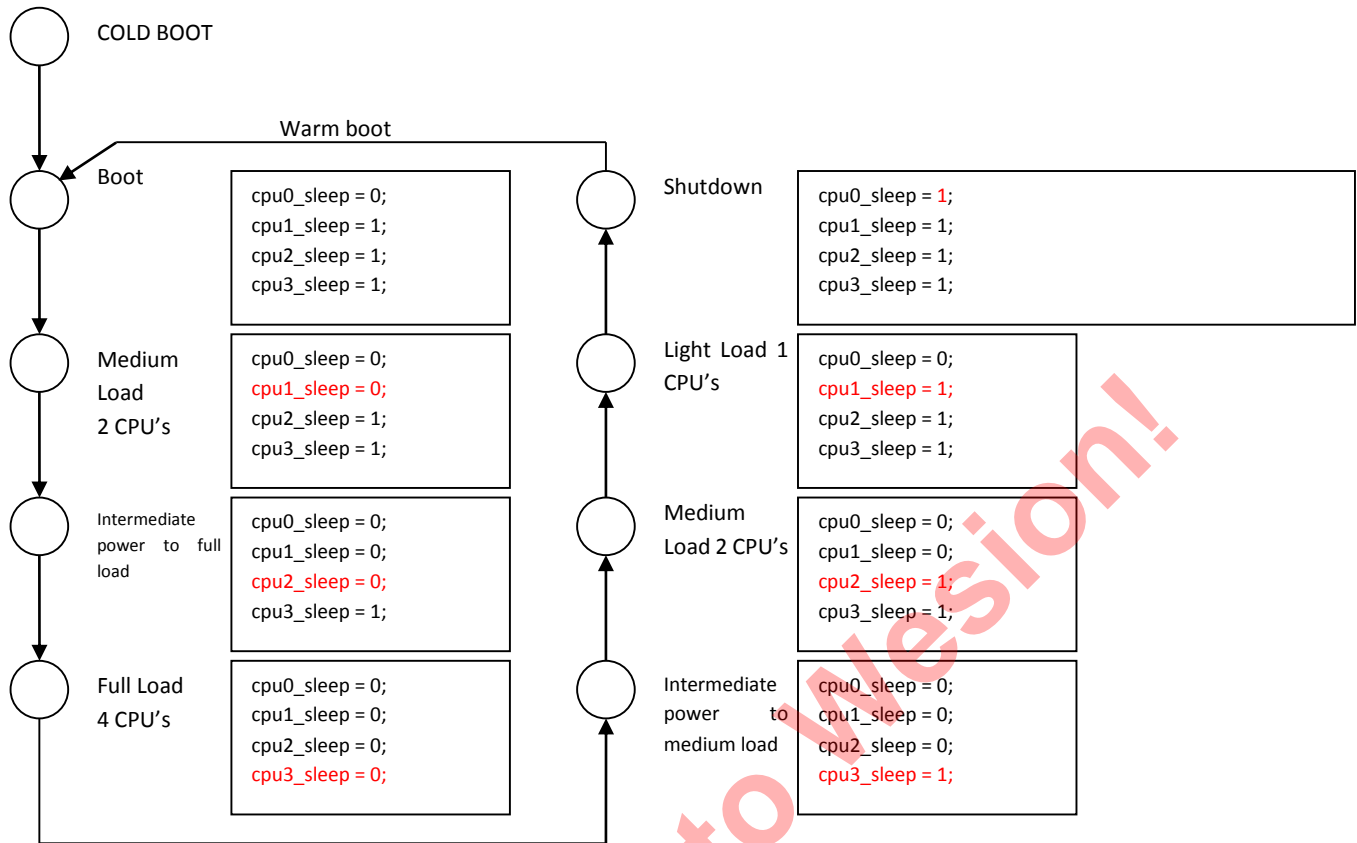 COLD BOOT
Warm boot
Boot
cpu0_sleep = 0;
cpu1_sleep = 1;
cpu2_sleep = 1;
cpu3_sleep = 1;
Shutdown
cpu0_sleep = 1;
cpu1_sleep = 1;
cpu2_sleep = 1;
cpu3_sleep = 1;
Medium
Load
2 CPU’s
cpu0_sleep = 0;
cpu1_sleep = 0;
cpu2_sleep = 1;
cpu3_sleep = 1;
Light Load 1
CPU’s
cpu0_sleep = 0;
cpu1_sleep = 1;
cpu2_sleep = 1;
cpu3_sleep = 1;
Intermediate
power to full
load
cpu0_sleep = 0;
cpu1_sleep = 0;
cpu2_sleep = 0;
cpu3_sleep = 1;
Medium
Load 2 CPU’s
cpu0_sleep = 0;
cpu1_sleep = 0;
cpu2_sleep = 1;
cpu3_sleep = 1;
Full Load
4 CPU’s
cpu0_sleep = 0;
cpu1_sleep = 0;
cpu2_sleep = 0;
cpu3_sleep = 0;
Intermediate
power to
medium load
cpu0_sleep = 0;
cpu1_sleep = 0;
cpu2_sleep = 0;
cpu3_sleep = 1;
to Wesion!